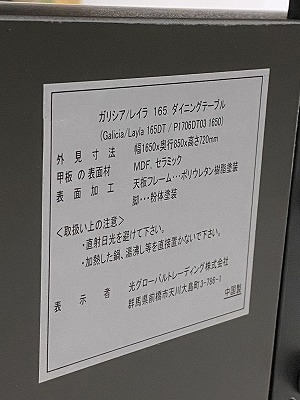 ガリシア/レイラ 165 ダイニングテーブル
(Galicia/Layla 165DT / P1706DT03 1650)
外見寸法 幅1650x奥行850x高さ720mm
甲板の表面材 MDF、セラミック
表面加工 天板フレーム…ポリウレタン樹脂塗装
脚…粉体塗装
<取扱い上の注意>
・直射日光を避けて下さい。
・加熱した鍋、湯沸し等を直接置かないで下さい。
表示者 光グローバルトレーディング株式会社
群馬県前橋市天川大島町3-786-1
中国製